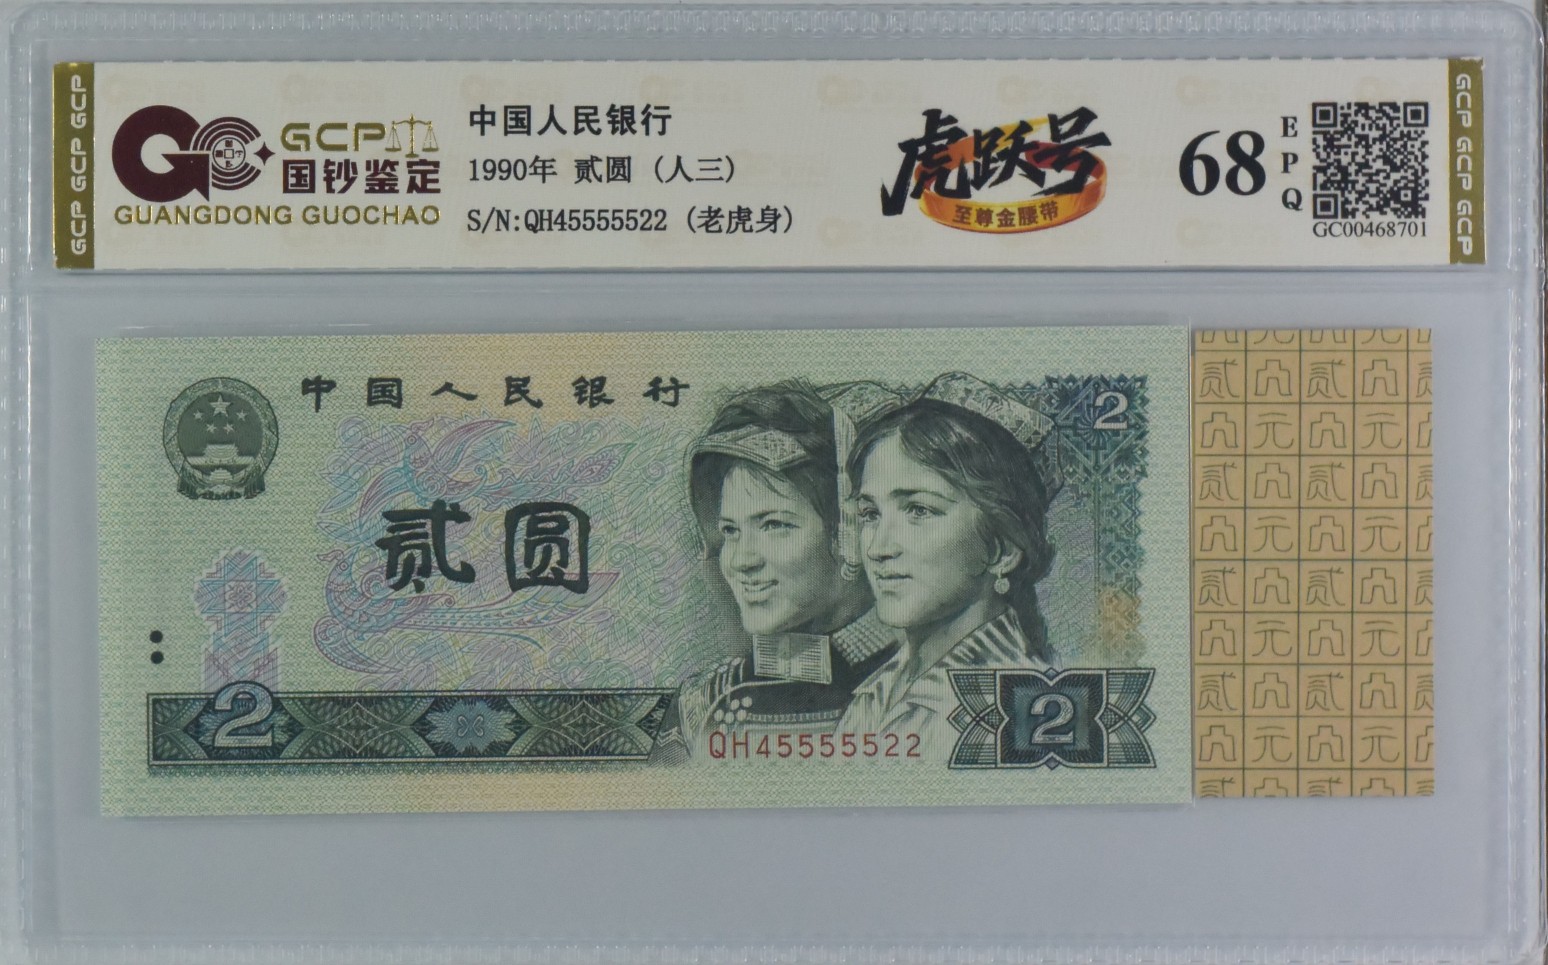 GCP GCP GCP
GCP
国钞鉴定
GUANGDONG GUOCHAO
中国人民银行
1990年 贰圆 (人三)
S/N:QH45555522 (老虎身)
虎跃号
至尊金腰带
68
EPQ
GC00468701
GCP GCP GCP
中国人民银行
2
贰圆
2
QH45555522
2